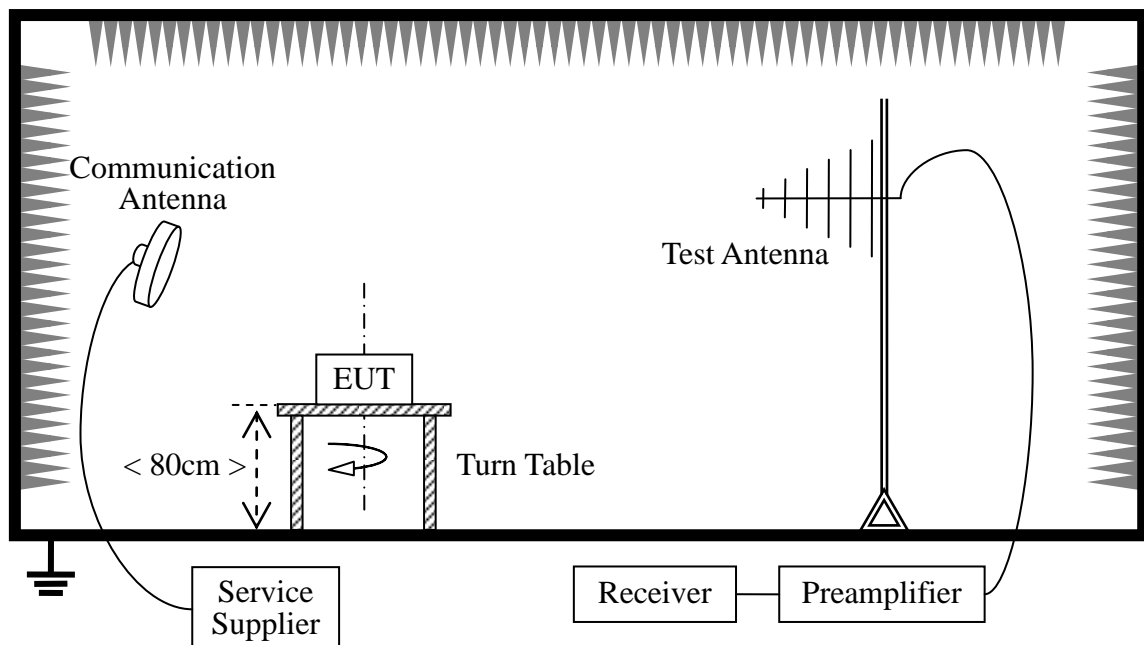 Communication
Antenna
Test Antenna
EUT
< 80cm >
Turn Table
Service
Supplier
Receiver
Preamplifier